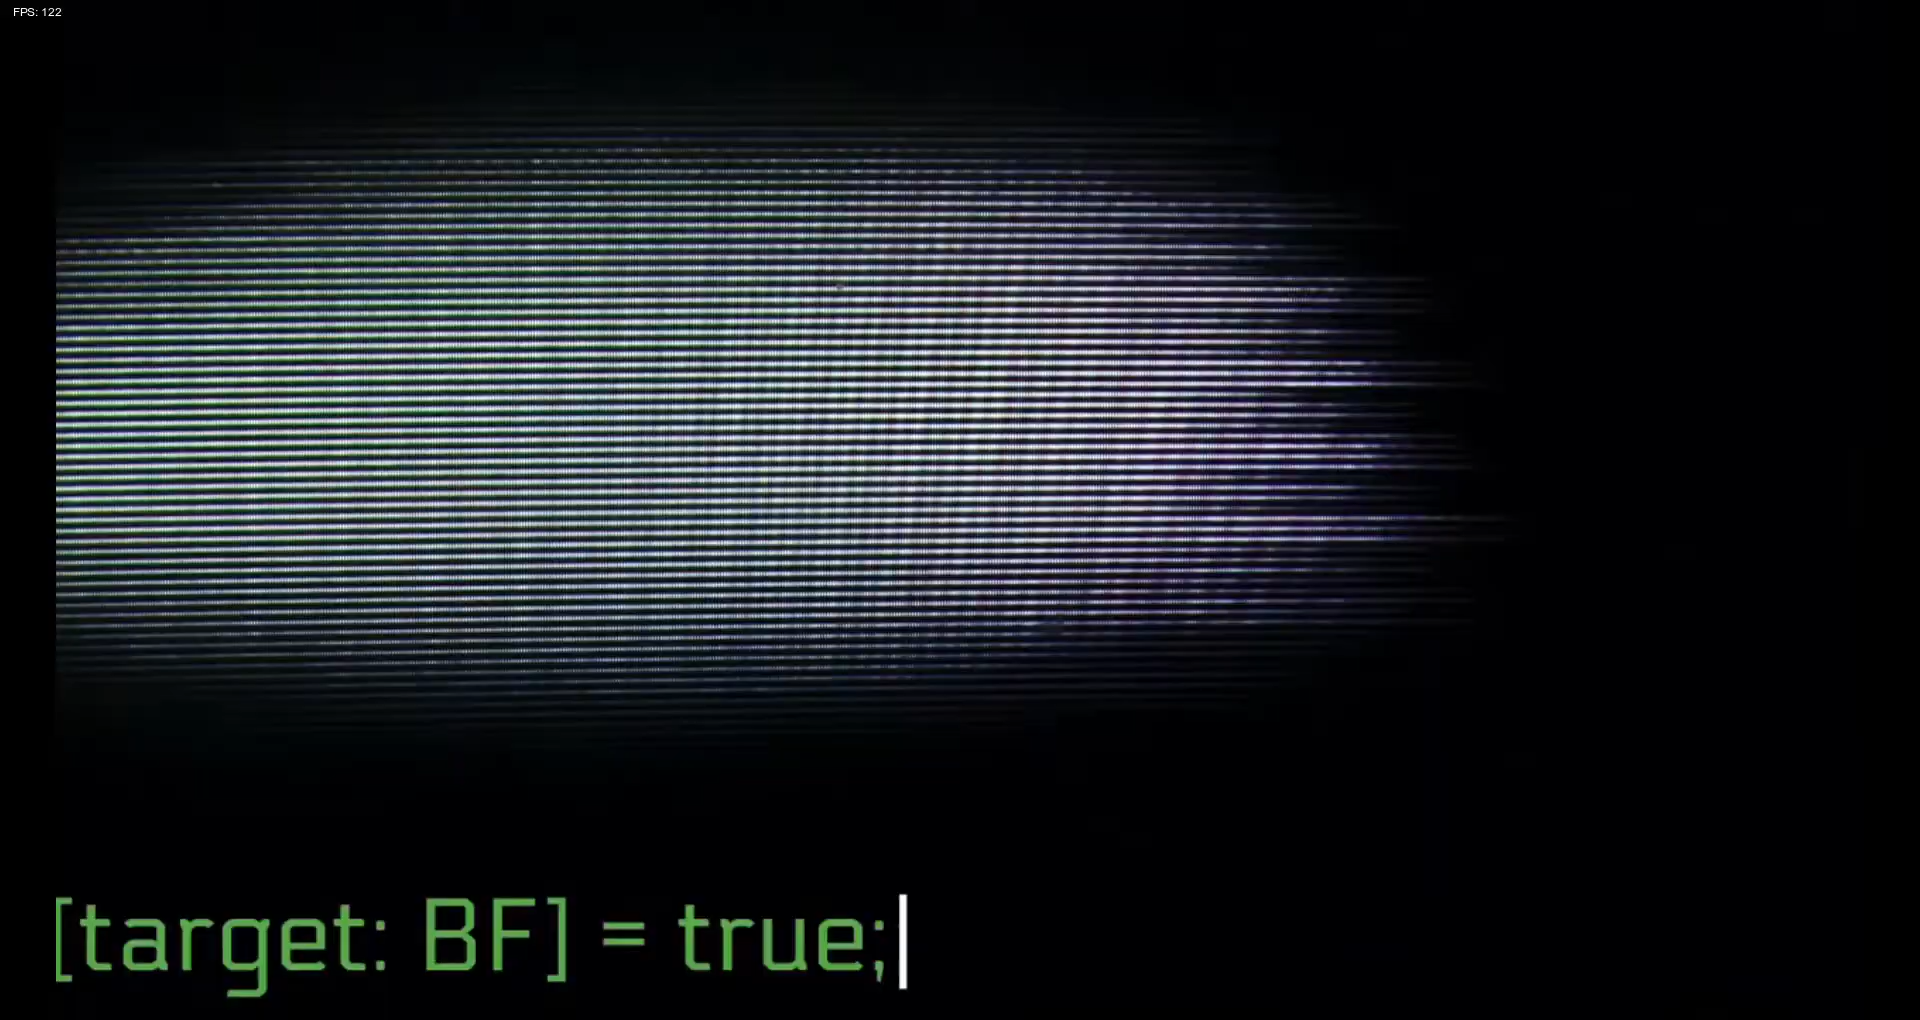 FPS: 122
[target: BF] = true;